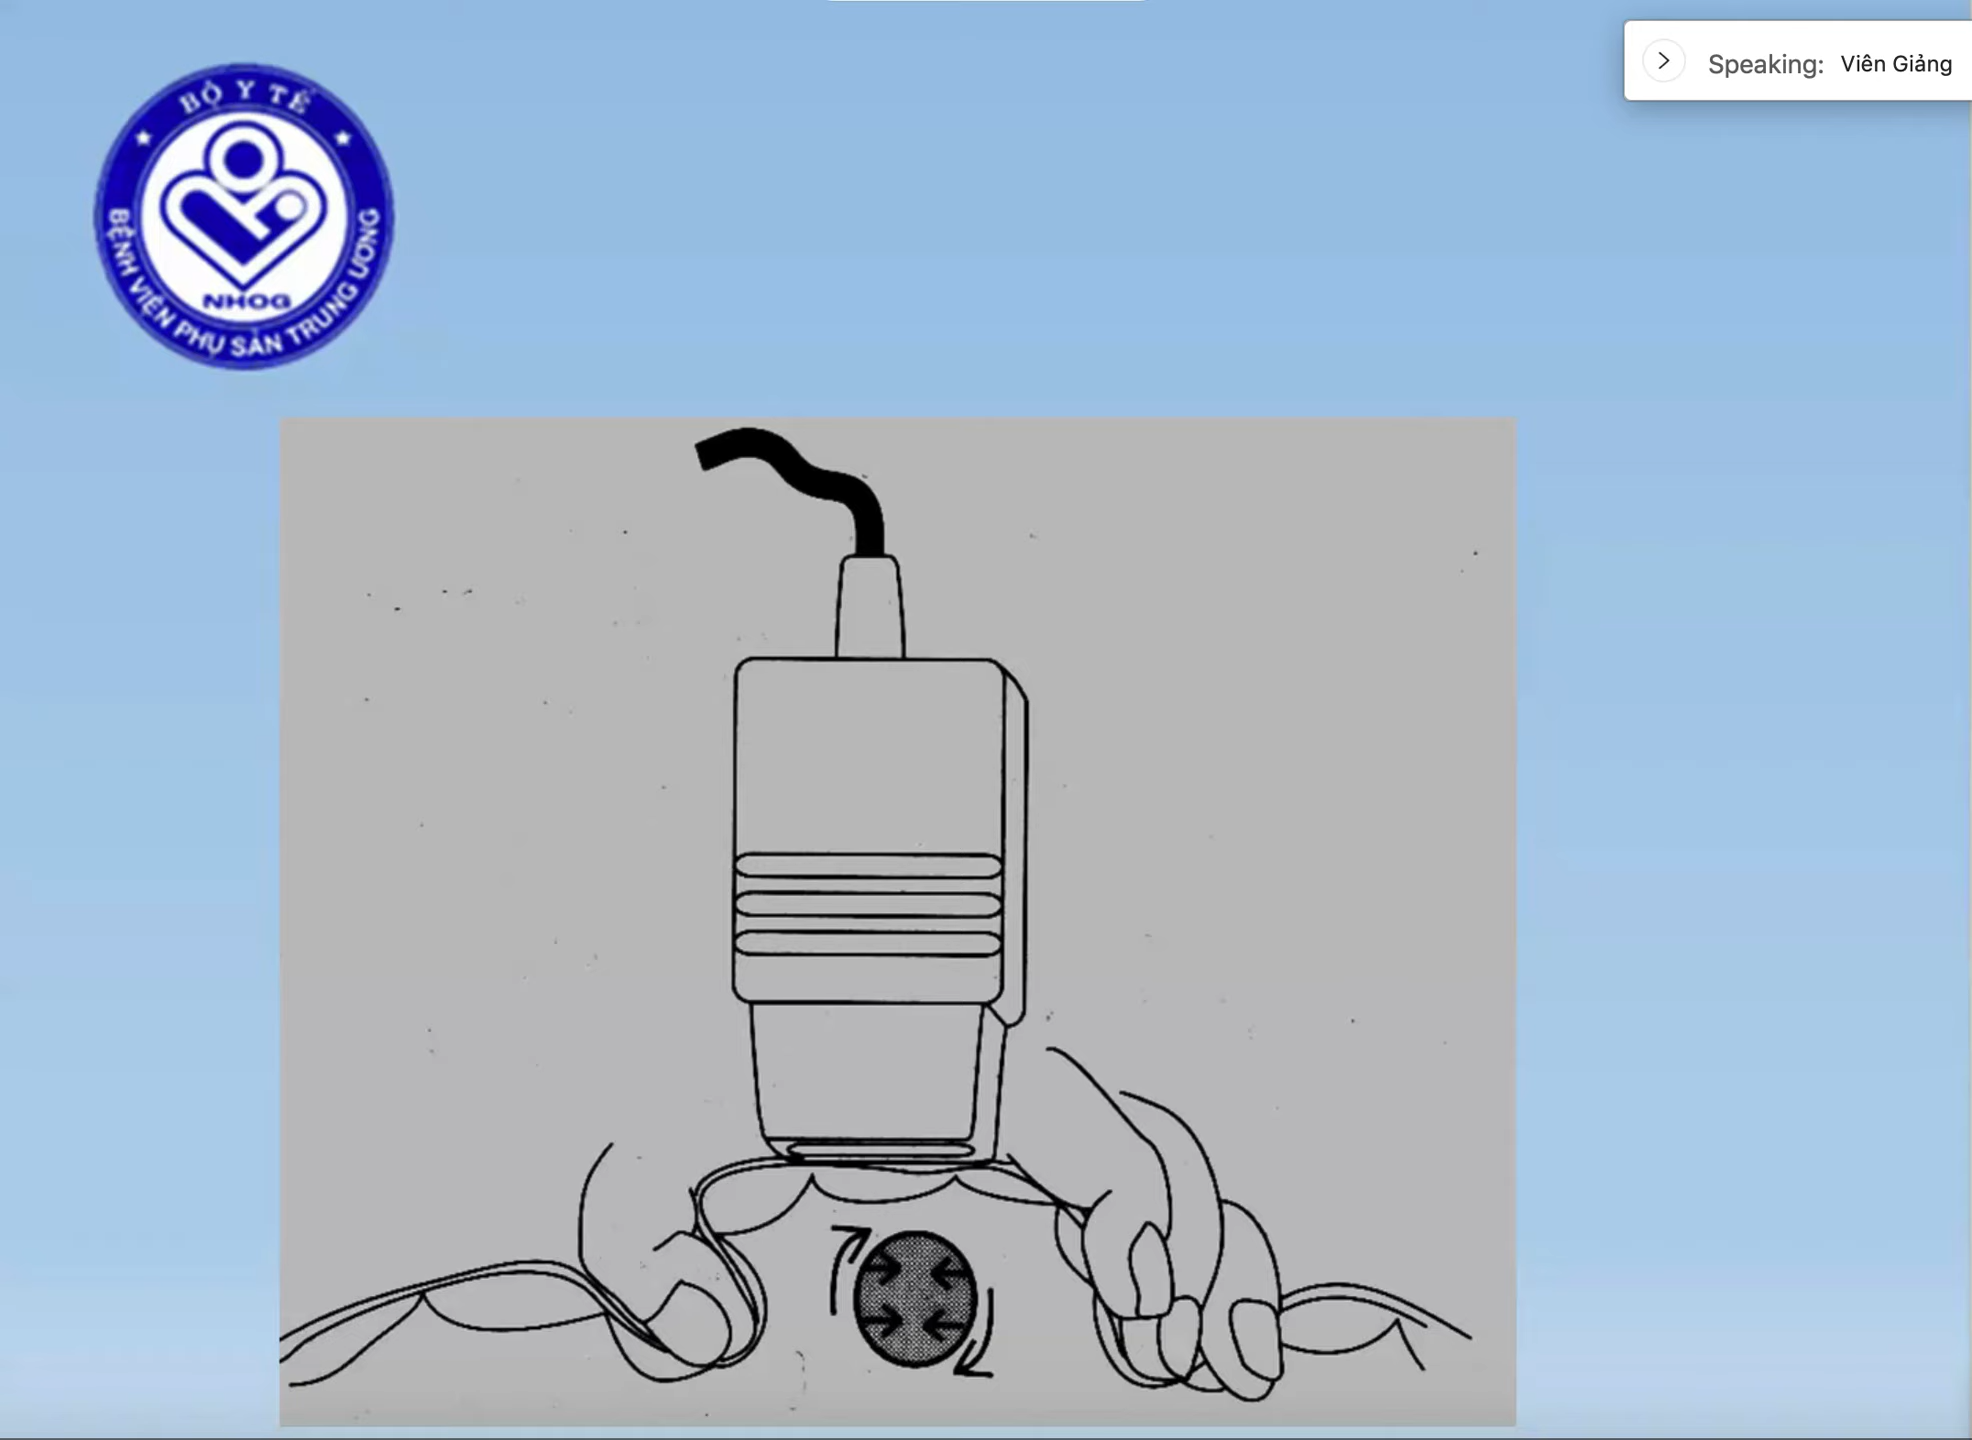 BỘ Y TẾ
NHOG
BỆNH VIỆN PHỤ SẢN TRUNG ƯƠNG
Speaking: Viên Giảng